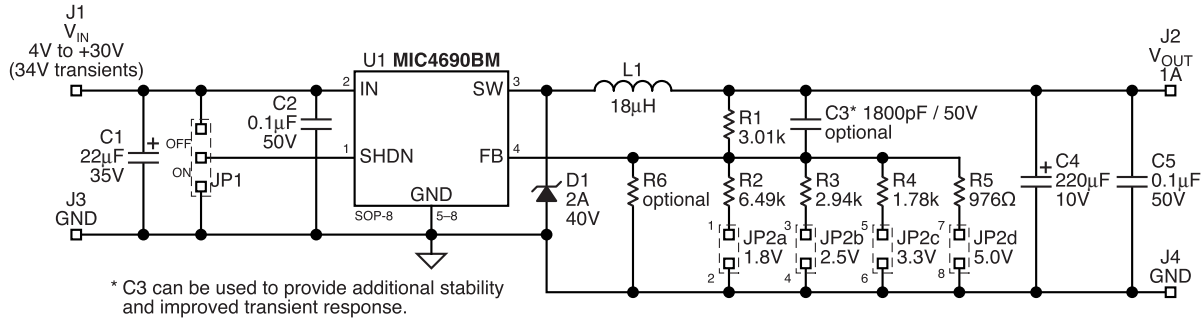 J1
VIN
4V to +30V
(34V transients)
C1
22µF
35V
+
J3
GND
OFF
ON
JP1
C2
0.1µF
50V
U1 MIC4690BM
2
IN
SW
3
1
SHDN
FB
4
GND
SOP-8
5–8
D1
2A
40V
L1
18µH
R1
3.01k
C3* 1800pF / 50V
optional
R6
optional
R2
6.49k
R3
2.94k
R4
1.78k
R5
976Ω
1
JP2a
1.8V
2
3
JP2b
2.5V
4
5
JP2c
3.3V
6
7
JP2d
5.0V
8
+
C4
220µF
10V
C5
0.1µF
50V
J2
VOUT
1A
J4
GND
* C3 can be used to provide additional stability
and improved transient response.